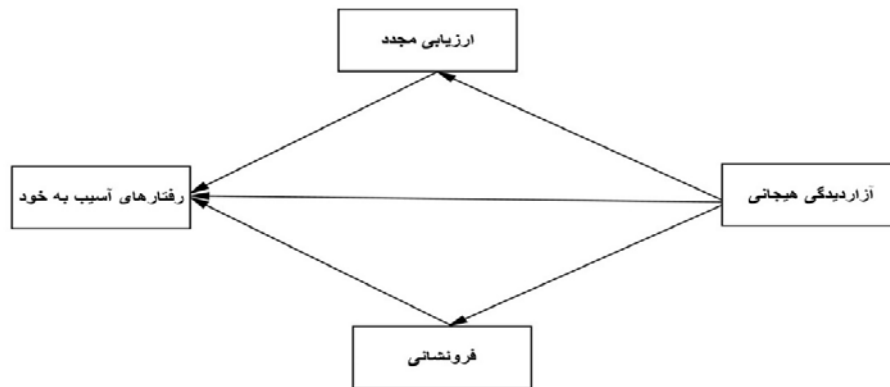 ارزیابی مجدد
آزاردیدگی هیجانی
رفتارهای آسیب به خود
فرونشانی